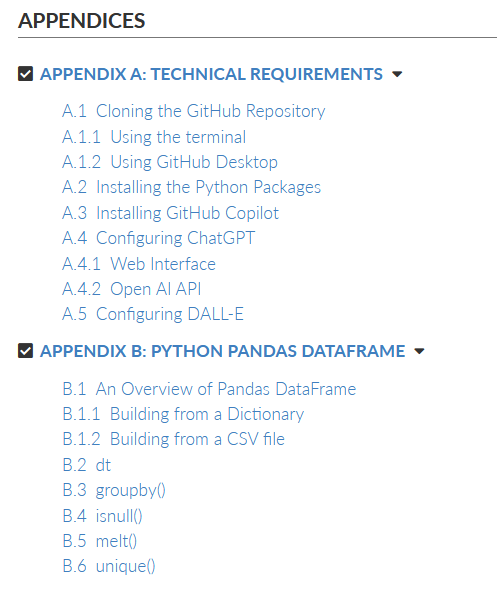 APPENDICES
APPENDIX A: TECHNICAL REQUIREMENTS
A.1 Cloning the GitHub Repository
A.1.1 Using the terminal
A.1.2 Using GitHub Desktop
A.2 Installing the Python Packages
A.3 Installing GitHub Copilot
A.4 Configuring ChatGPT
A.4.1 Web Interface
A.4.2 Open AI API
A.5 Configuring DALL-E
APPENDIX B: PYTHON PANDAS DATAFRAME
B.1 An Overview of Pandas DataFrame
B.1.1 Building from a Dictionary
B.1.2 Building from a CSV file
B.2 dt
B.3 groupby()
B.4 isnull()
B.5 melt()
B.6 unique()